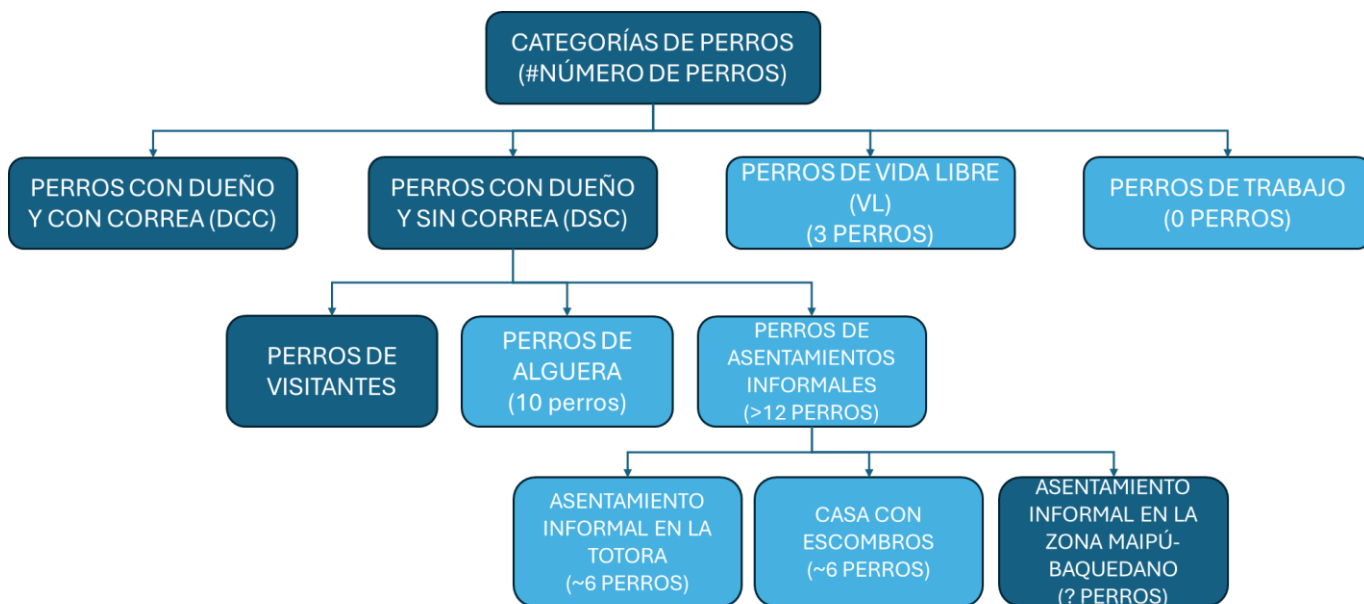 CATEGORÍAS DE PERROS
(#NÚMERO DE PERROS)
PERROS CON DUEÑO
Y CON CORREA (DCC)
PERROS CON DUEÑO
Y SIN CORREA (DSC)
PERROS DE VIDA LIBRE
(VL)
(3 PERROS)
PERROS DE TRABAJO
(0 PERROS)
PERROS DE
VISITANTES
PERROS DE
ALGUERA
(10 perros)
PERROS DE
ASENTAMIENTOS
INFORMALES
(>12 PERROS)
ASENTAMIENTO
INFORMAL EN LA
TOTORA
(~6 PERROS)
CASA CON
ESCOMBROS
(~6 PERROS)
ASENTAMIENTO
INFORMAL EN LA
ZONA MAIPÚ-
BAQUEDANO
(? PERROS)